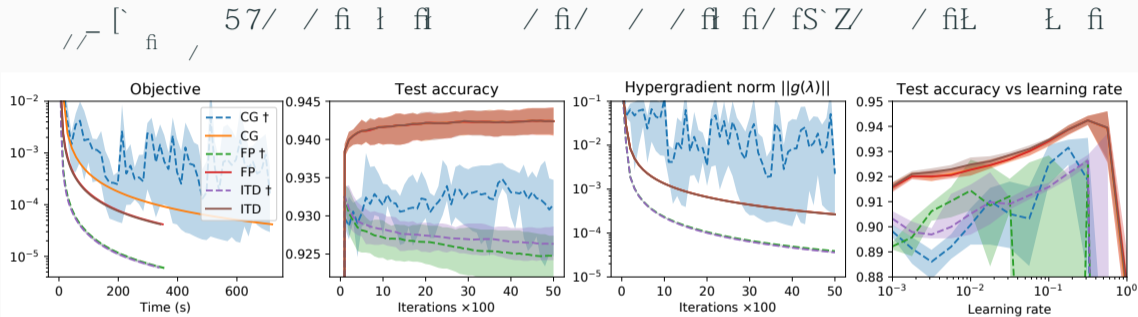 Objective
Test accuracy
Hypergradient norm ||g(λ)||
Test accuracy vs learning rate
10⁻²
10⁻³
10⁻⁴
10⁻⁵
0 200 400 600
Time (s)
CG †
CG
FP †
FP
ITD †
ITD
0.945
0.940
0.935
0.930
0.925
0 10 20 30 40 50
Iterations ×100
10⁻¹
10⁻²
10⁻³
10⁻⁴
10⁻⁵
0 10 20 30 40 50
Iterations ×100
0.95
0.94
0.93
0.92
0.91
0.90
0.89
0.88
10⁻³ 10⁻² 10⁻¹ 10⁰
Learning rate